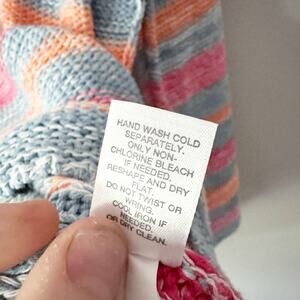 HAND WASH COLD
SEPARATELY.
ONLY NON-
CHLORINE BLEACH
IF NEEDED.
RESHAPE AND DRY
FLAT.
DO NOT TWIST OR
WRING.
COOL IRON IF
NEEDED.
OR DRY CLEAN.